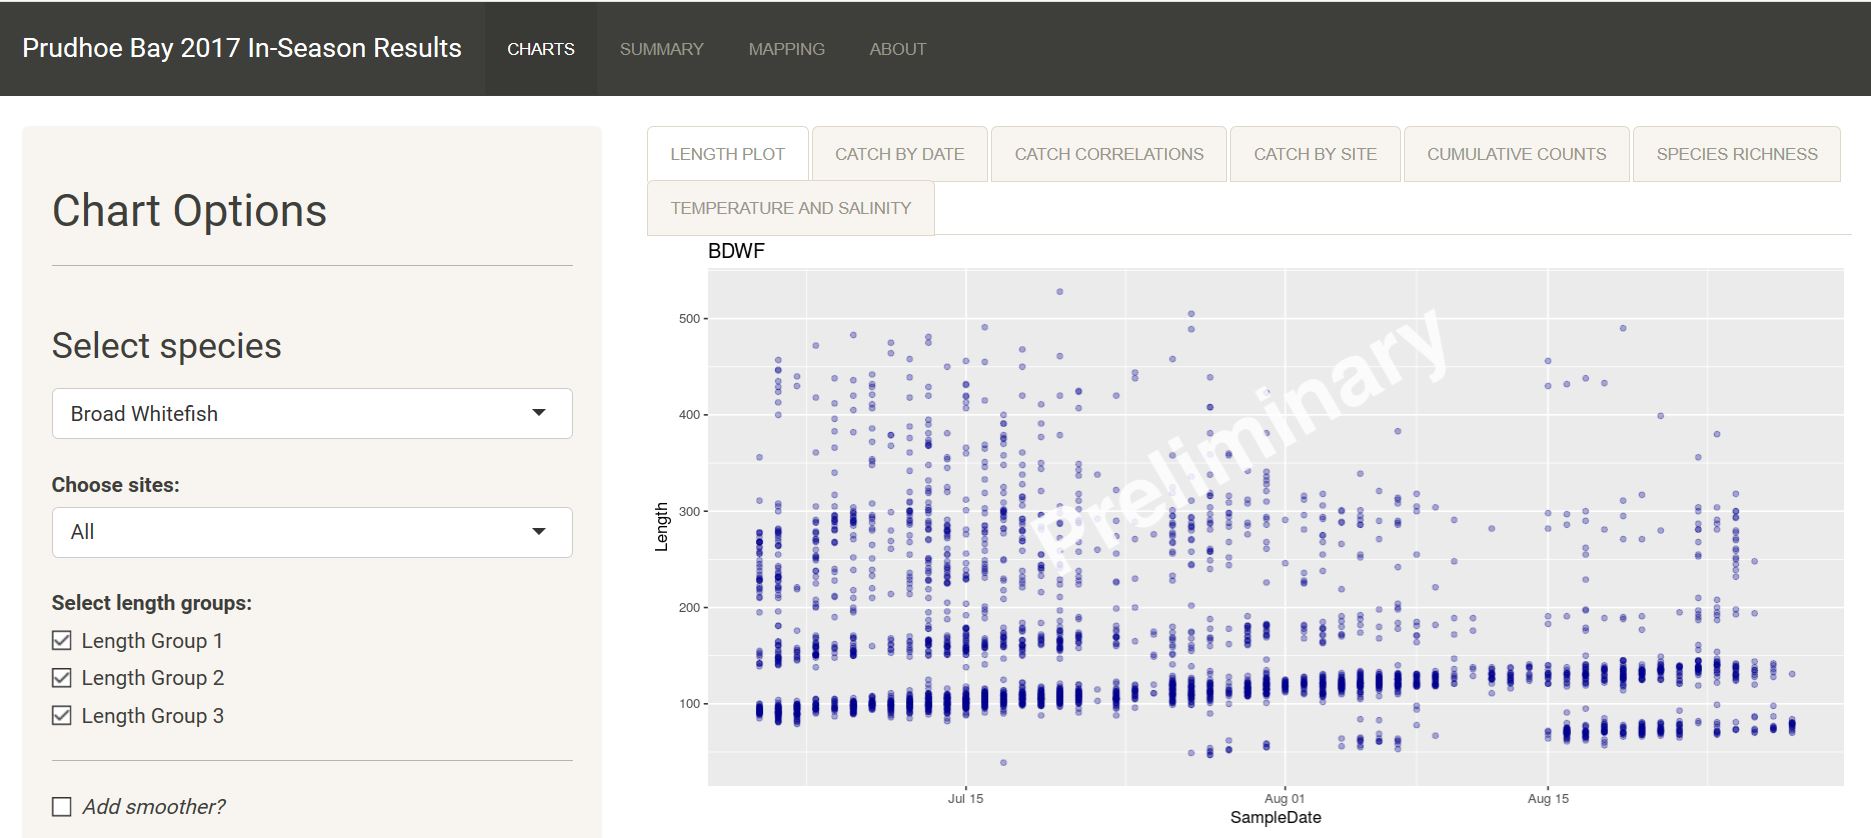 Prudhoe Bay 2017 In-Season Results CHARTS SUMMARY MAPPING ABOUT
Chart Options
Select species
Broad Whitefish
Choose sites:
All
Select length groups:
Length Group 1
Length Group 2
Length Group 3
Add smoother?
LENGTH PLOT CATCH BY DATE CATCH CORRELATIONS CATCH BY SITE CUMULATIVE COUNTS SPECIES RICHNESS
TEMPERATURE AND SALINITY
BDWF
Preliminary
Length
500
400
300
200
100
Jul 15 Aug 01 Aug 15
SampleDate